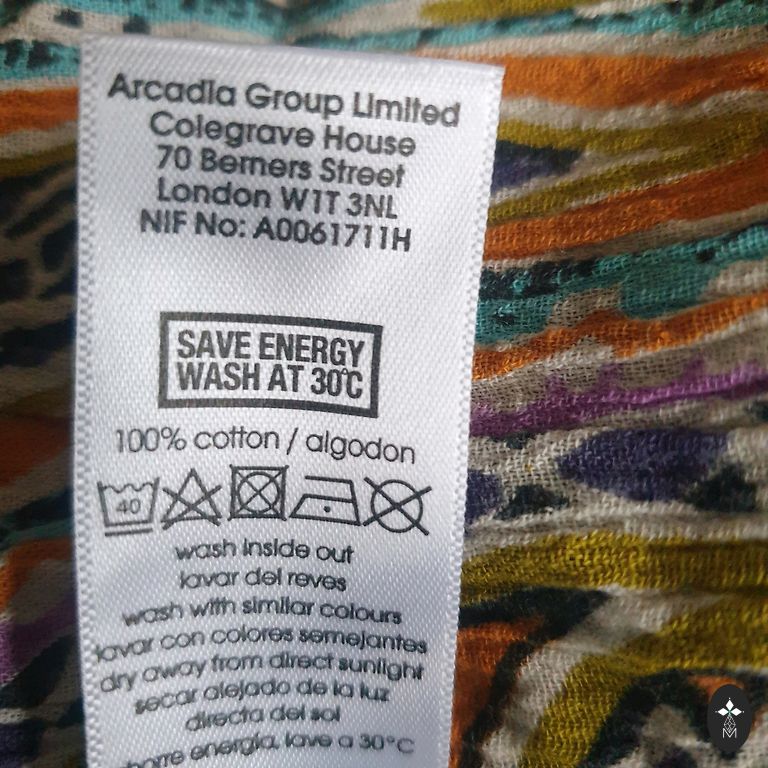 Arcadia Group Limited
Colegrave House
70 Berners Street
London W1T 3NL
NIF No: A0061711H
SAVE ENERGY
WASH AT 30°C
100% cotton / algodon
40
wash inside out
lavar del reves
wash with similar colours
lavar con colores semejantes
dry away from direct sunlight
secar alejado de la luz
directa del sol
ahorre energía, lave a 30°C